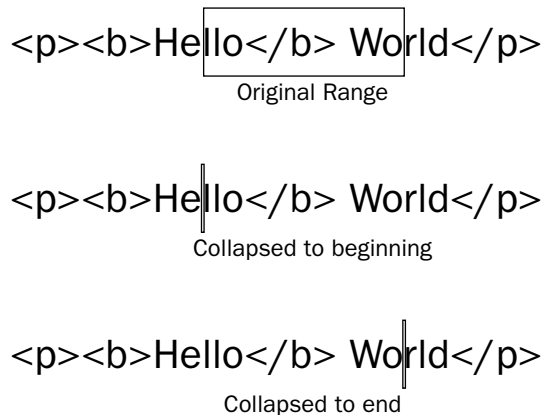 <p><b>Hello</b> World</p>
Original Range
<p><b>Hello</b> World</p>
Collapsed to beginning
<p><b>Hello</b> World</p>
Collapsed to end